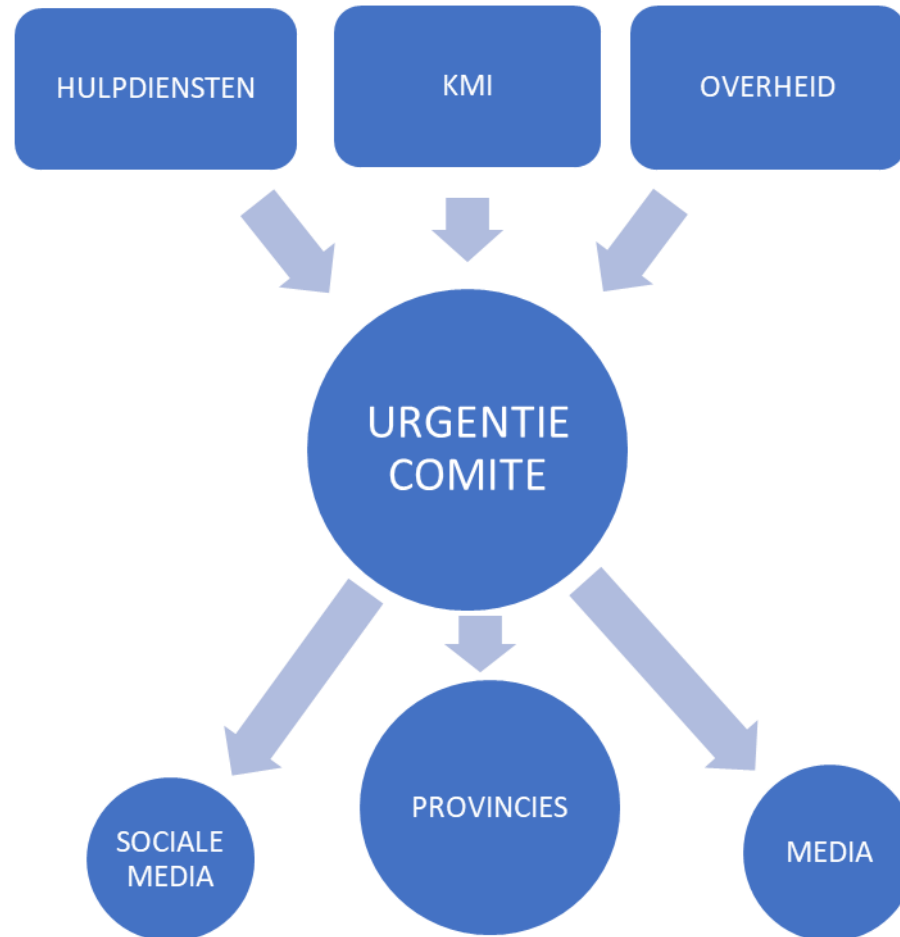 HULPDIENSTEN
KMI
OVERHEID
URGENTIE
COMITE
PROVINCIES
SOCIALE
MEDIA
MEDIA